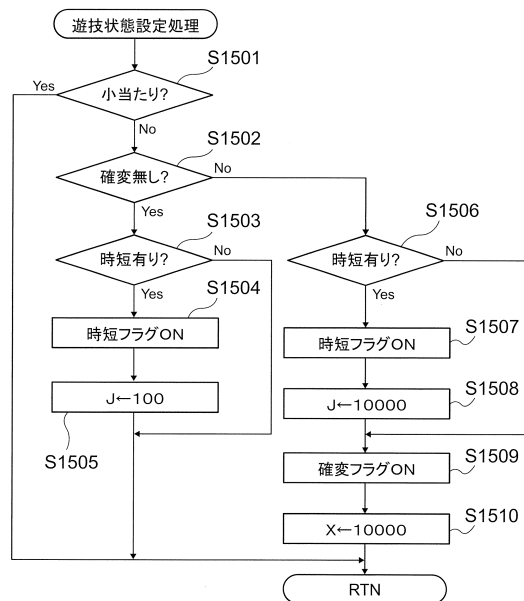 遊技状態設定処理
S1501
Yes
小当たり?
No
S1502
確変無し?
No
Yes
S1503
時短有り?
No
Yes
S1504
時短フラグON
J←100
S1505
S1506
時短有り?
No
Yes
S1507
時短フラグON
S1508
J←10000
S1509
確変フラグON
S1510
X←10000
RTN